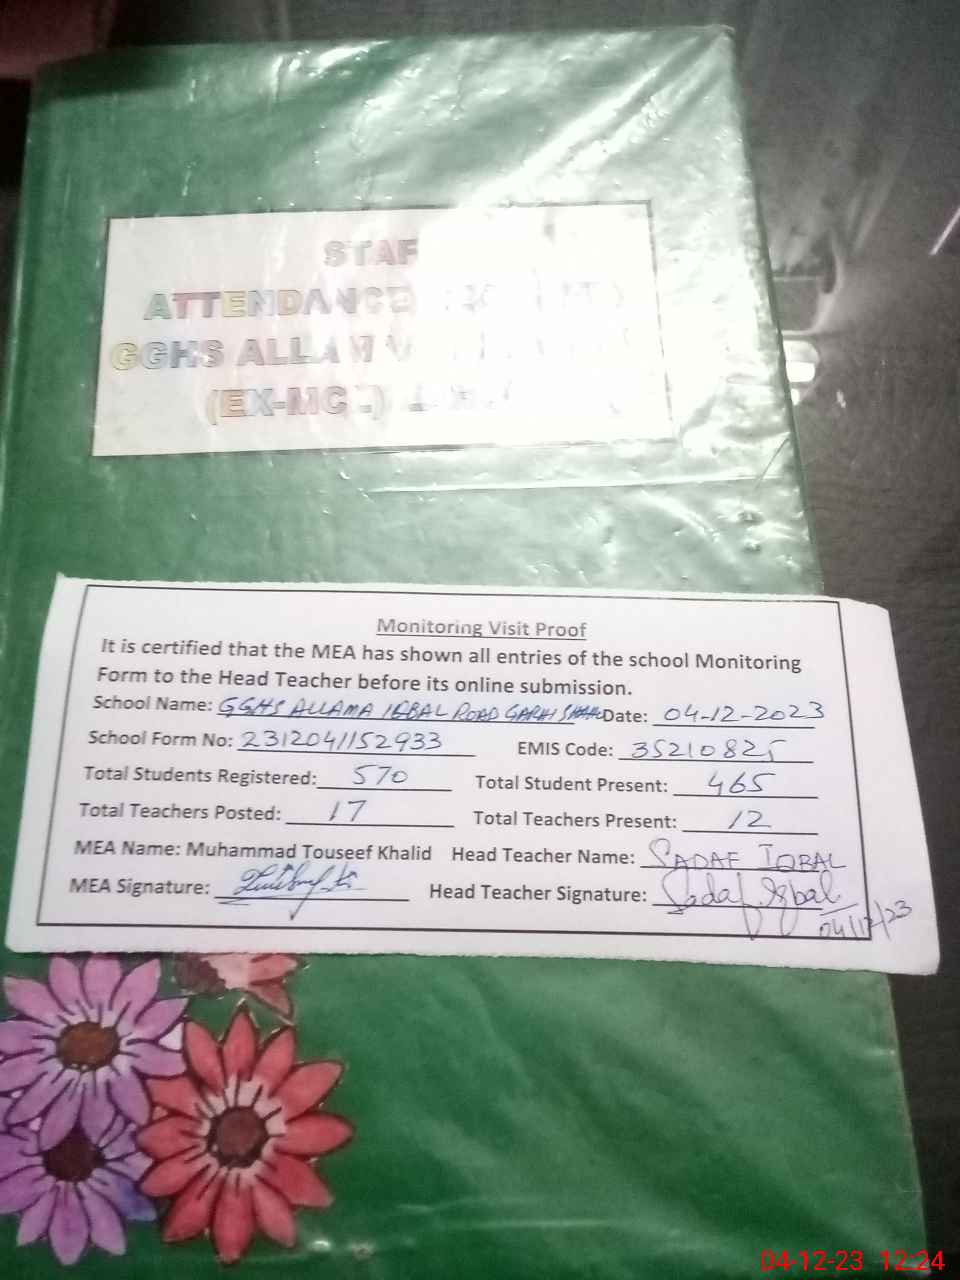 STAF
ATTENDANCE
GGHS ALLAM
(EX-MC
Monitoring Visit Proof
It is certified that the MEA has shown all entries of the school Monitoring
Form to the Head Teacher before its online submission.
School Name: GGHS ALLAMA IQBAL ROAD GARHI Date: 04-12-2023
School Form No: 2312041152933 EMIS Code: 35210825
Total Students Registered: 570 Total Student Present: 465
Total Teachers Posted: 17 Total Teachers Present: 12
MEA Name: Muhammad Touseef Khalid Head Teacher Name: SADAF IQBAL
MEA Signature: Head Teacher Signature: Sadaf Iqbal
04/12/23
04-12-23 12:24